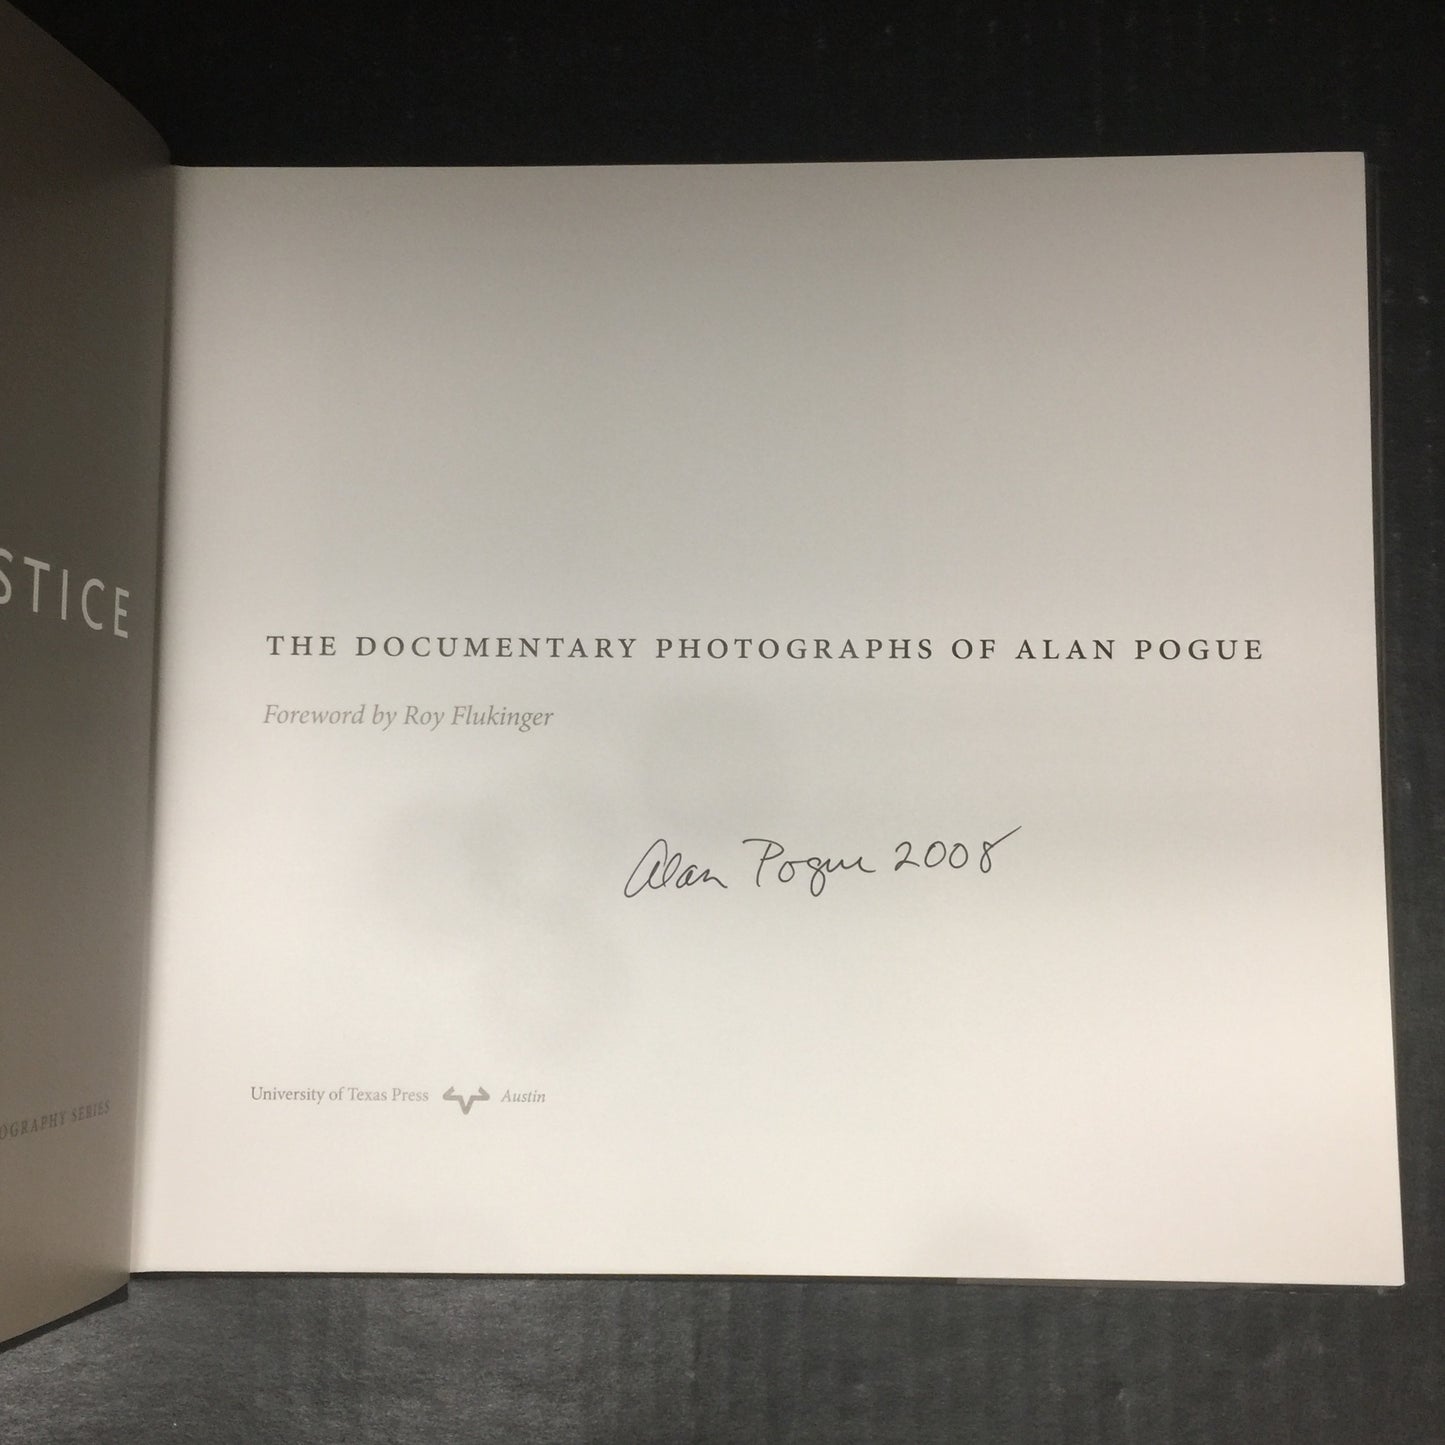 STICE
OGRAPHY SERIES
THE DOCUMENTARY PHOTOGRAPHS OF ALAN POGUE
Foreword by Roy Flukinger
Alan Pogue 2008
University of Texas Press Austin